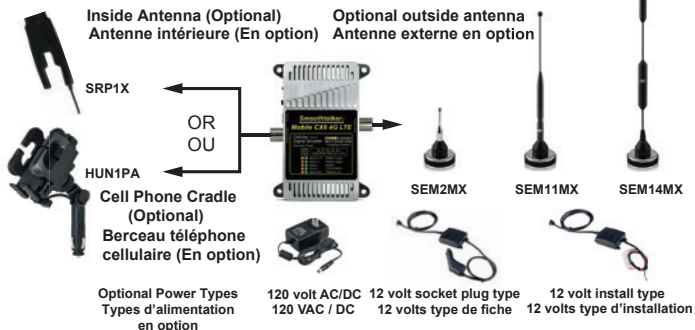 Inside Antenna (Optional)
Antenne intérieure (En option)
Optional outside antenna
Antenne externe en option
SRP1X
OR
OU
HUN1PA
Smoothtalker
Mobile CX6 4G LTE
Cellular
Signal Booster
SEM2MX
SEM11MX
SEM14MX
Cell Phone Cradle
(Optional)
Berceau téléphone
cellulaire (En option)
Optional Power Types
Types d'alimentation
en option
120 volt AC/DC
120 VAC / DC
12 volt socket plug type
12 volts type de fiche
12 volt install type
12 volts type d'installation